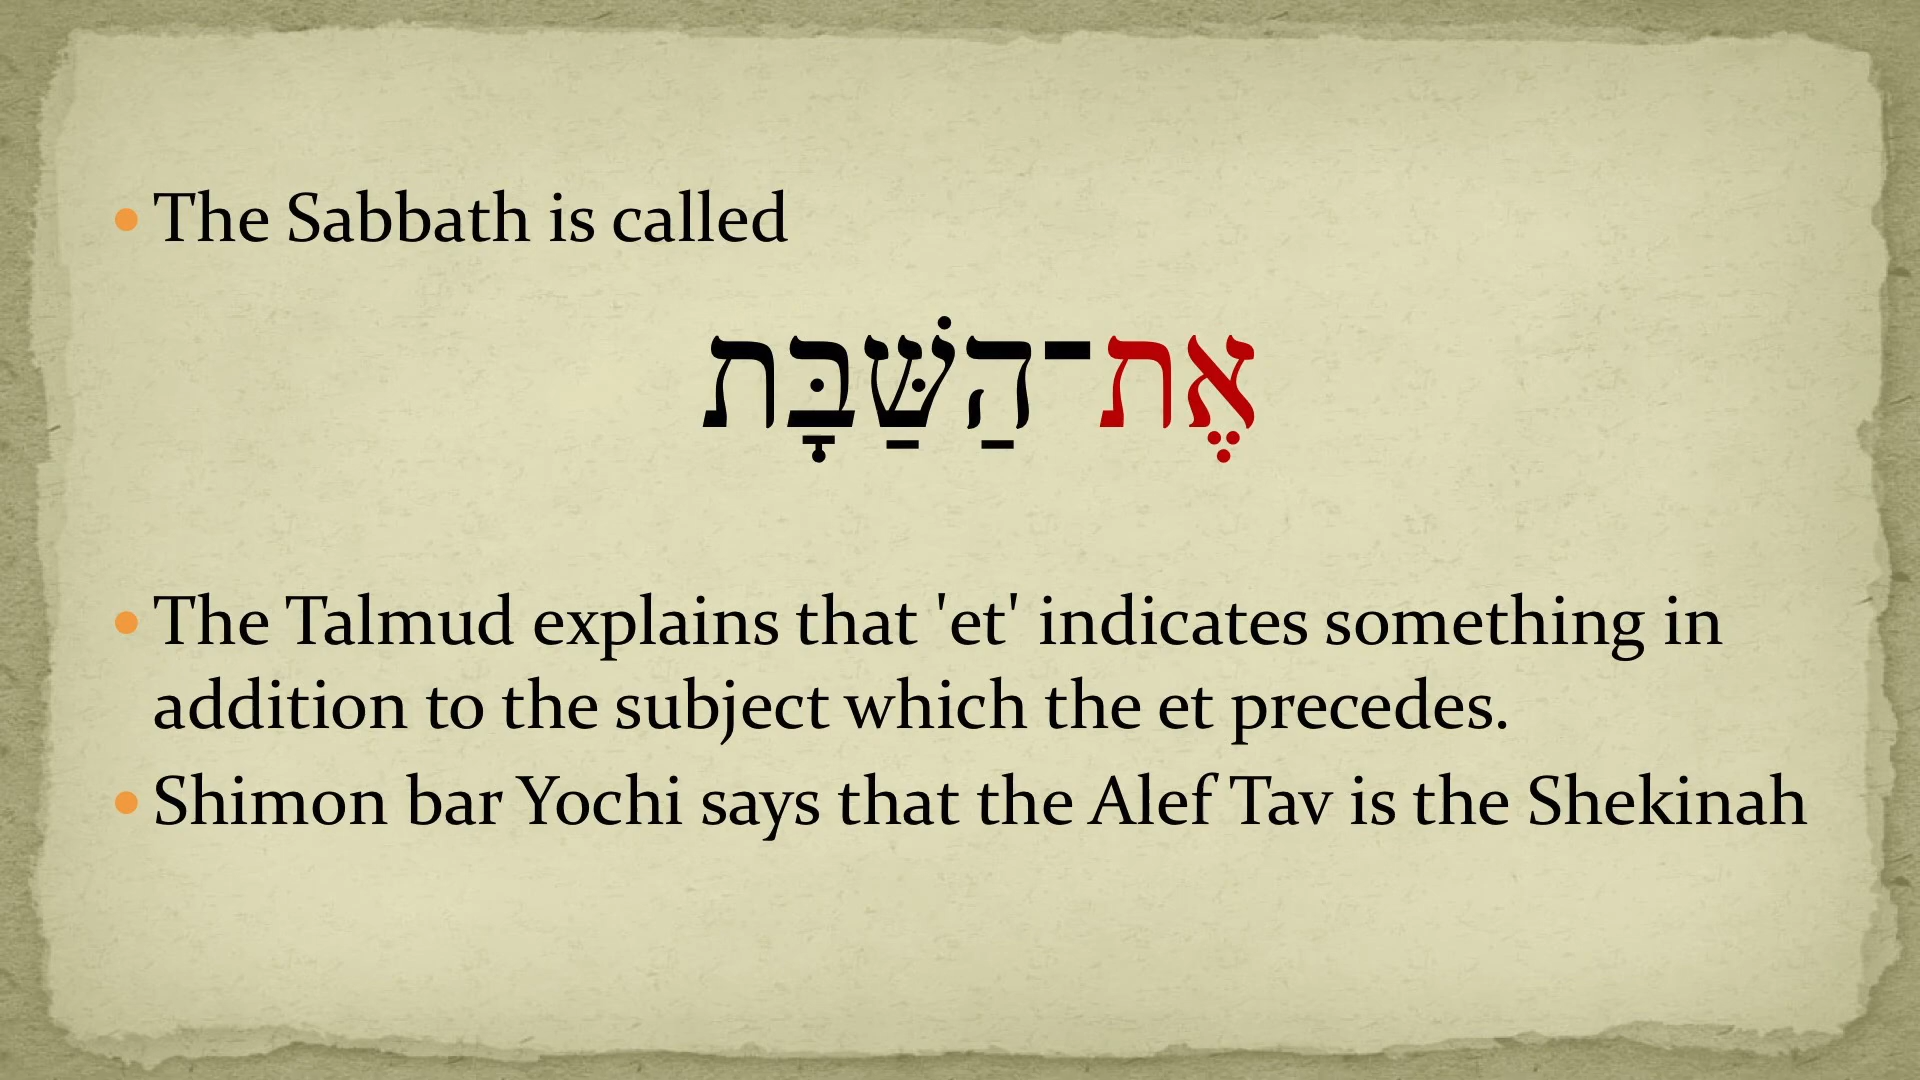 • The Sabbath is called
אֶת־הַשַּׁבָּת
• The Talmud explains that 'et' indicates something in
addition to the subject which the et precedes.
• Shimon bar Yochi says that the Alef Tav is the Shekinah